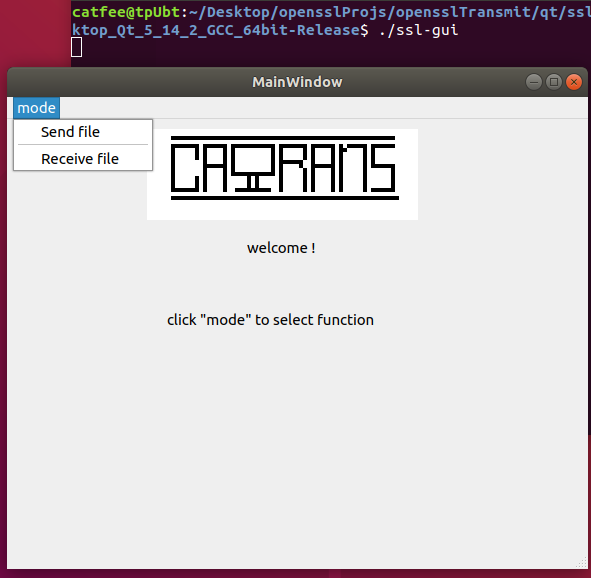 catfee@tpUbt:~/Desktop/opensslProjs/opensslTransmit/qt/ssl
ktop_Qt_5_14_2_GCC_64bit-Release$ ./ssl-gui
MainWindow
mode
Send file
Receive file
CATRANS
welcome !
click "mode" to select function